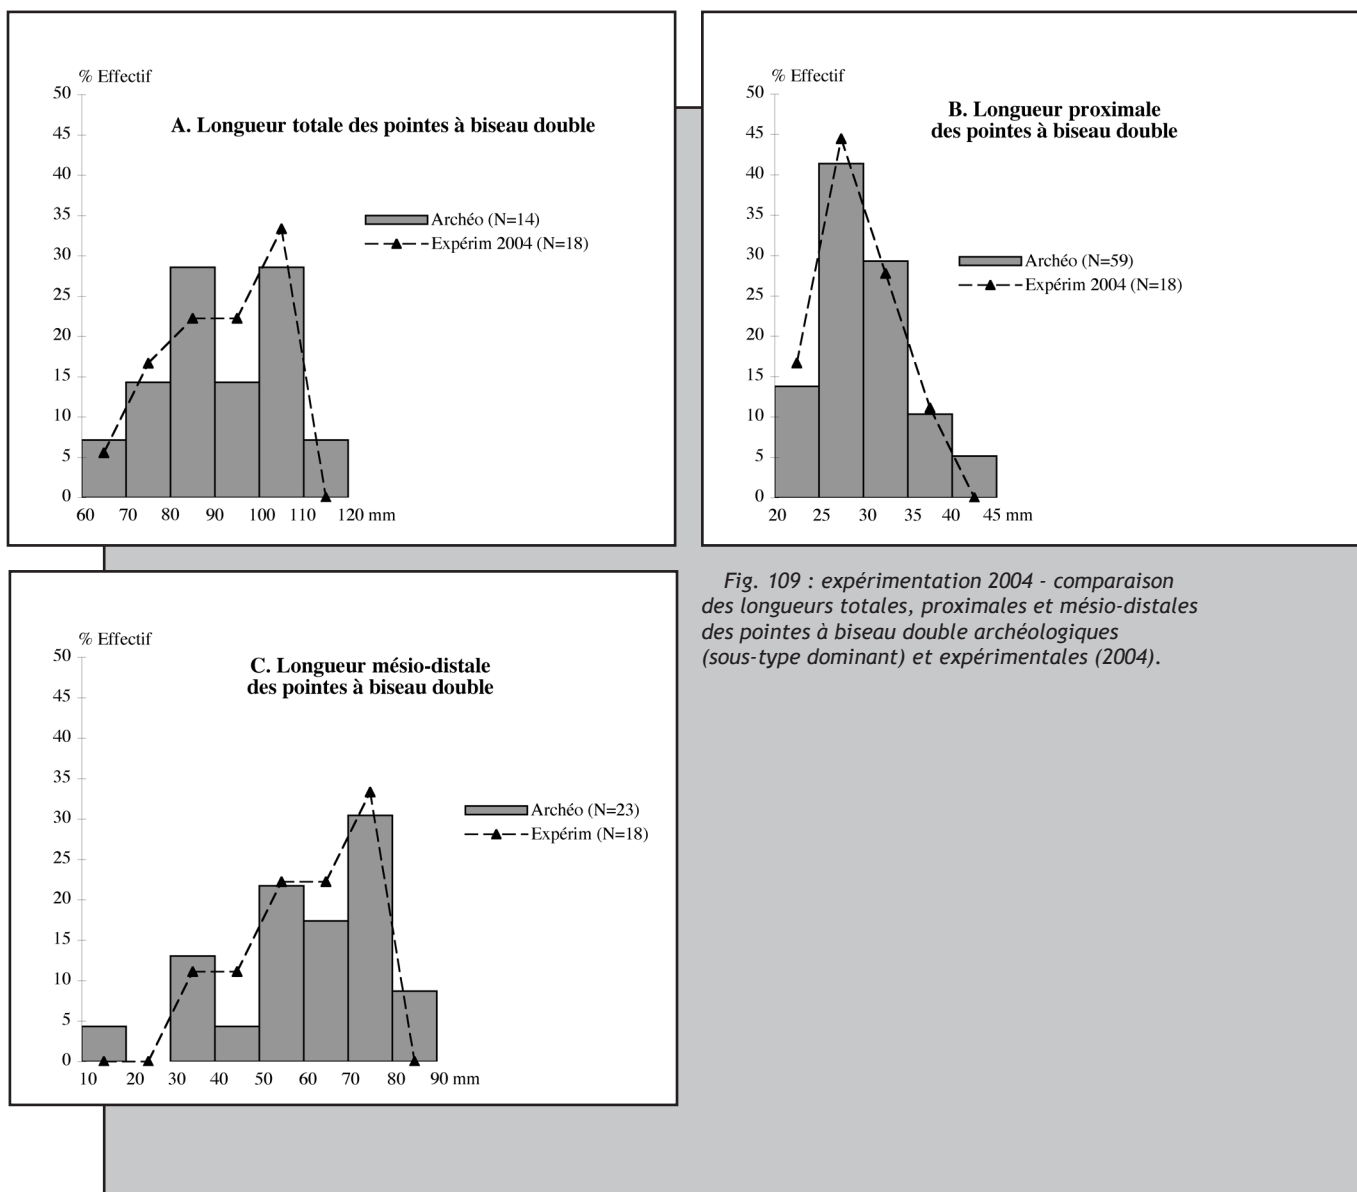 % Effectif
A. Longueur totale des pointes à biseau double
50
45
40
35
30
25
20
15
10
5
0
Archéo (N=14)
Expérim 2004 (N=18)
60 70 80 90 100 110 120 mm
% Effectif
B. Longueur proximale
des pointes à biseau double
50
45
40
35
30
25
20
15
10
5
0
Archéo (N=59)
Expérim 2004 (N=18)
20 25 30 35 40 45 mm
Fig. 109 : expérimentation 2004 - comparaison
des longueurs totales, proximales et mésio-distales
des pointes à biseau double archéologiques
(sous-type dominant) et expérimentales (2004).
% Effectif
C. Longueur mésio-distale
des pointes à biseau double
50
45
40
35
30
25
20
15
10
5
0
Archéo (N=23)
Expérim (N=18)
10 20 30 40 50 60 70 80 90 mm